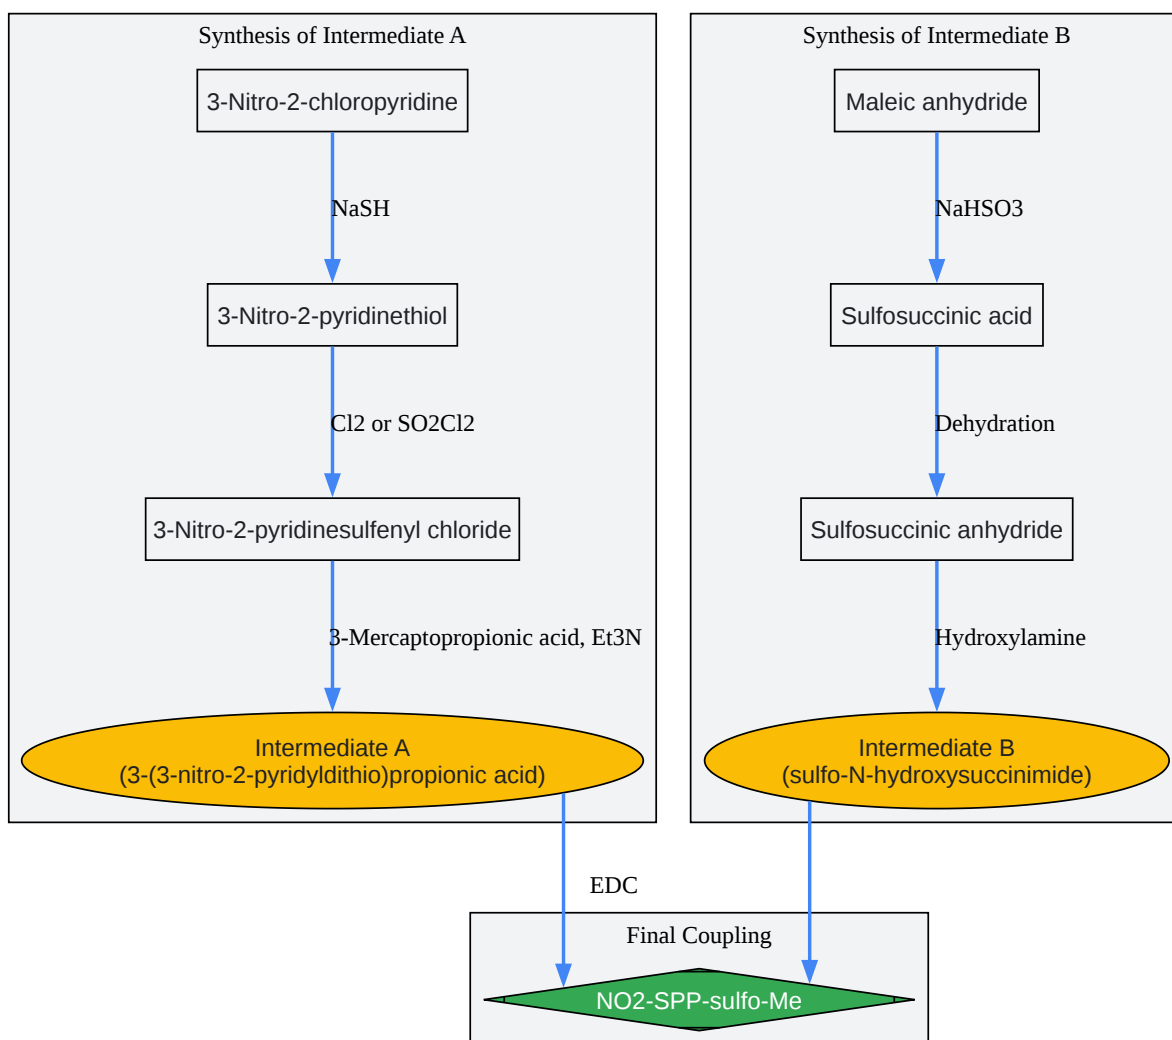 Synthesis of Intermediate A
3-Nitro-2-chloropyridine
NaSH
3-Nitro-2-pyridinethiol
Cl2 or SO2Cl2
3-Nitro-2-pyridinesulfenyl chloride
3-Mercaptopropionic acid, Et3N
Intermediate A
(3-(3-nitro-2-pyridyldithio)propionic acid)
Synthesis of Intermediate B
Maleic anhydride
NaHSO3
Sulfosuccinic acid
Dehydration
Sulfosuccinic anhydride
Hydroxylamine
Intermediate B
(sulfo-N-hydroxysuccinimide)
EDC
Final Coupling
NO2-SPP-sulfo-Me